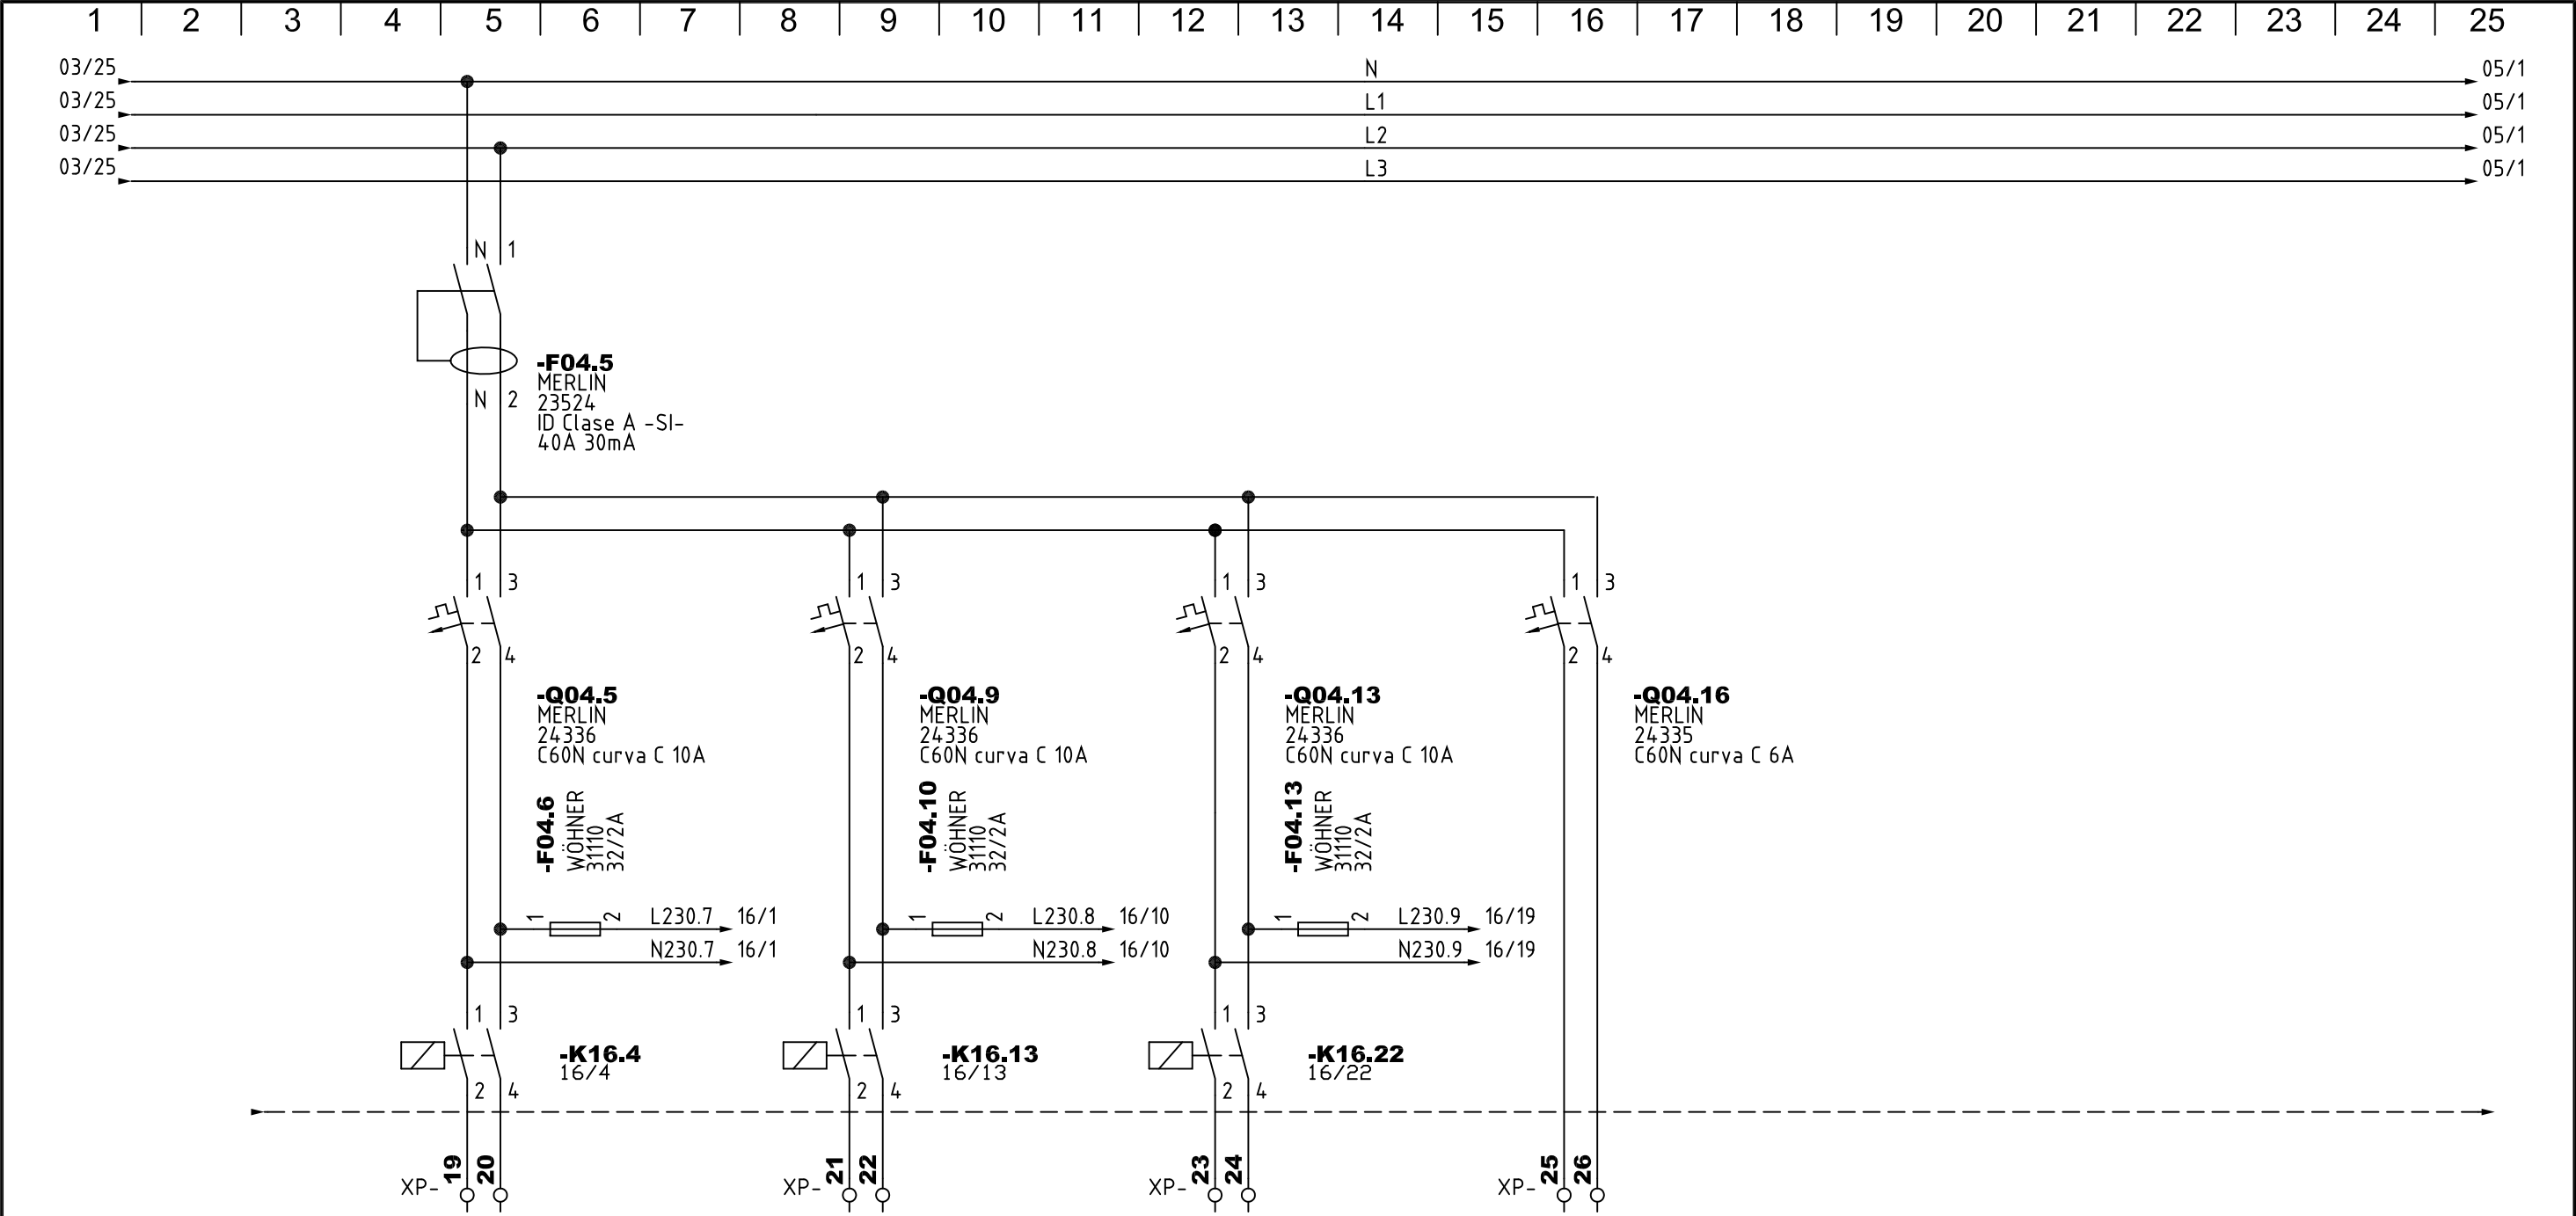 1 2 3 4 5 6 7 8 9 10 11 12 13 14 15 16 17 18 19 20 21 22 23 24 25
03/25 N 05/1
03/25 L1 05/1
03/25 L2 05/1
03/25 L3 05/1
N 1
-F04.5
MERLIN
23524
ID Clase A -SI-
40A 30mA
N 2
1 3 1 3 1 3 1 3
2 4 2 4 2 4 2 4
-Q04.5
MERLIN
24336
C60N curva C 10A
-Q04.9
MERLIN
24336
C60N curva C 10A
-Q04.13
MERLIN
24336
C60N curva C 10A
-Q04.16
MERLIN
24335
C60N curva C 6A
-F04.6
WÖHNER
31110
32/2A
-F04.10
WÖHNER
31110
32/2A
-F04.13
WÖHNER
31110
32/2A
1 2 L230.7 16/1 1 2 L230.8 16/10 1 2 L230.9 16/19
N230.7 16/1 N230.8 16/10 N230.9 16/19
1 3 1 3 1 3
-K16.4
16/4
-K16.13
16/13
-K16.22
16/22
2 4 2 4 2 4
XP- 19 20 XP- 21 22 XP- 23 24 XP- 25 26